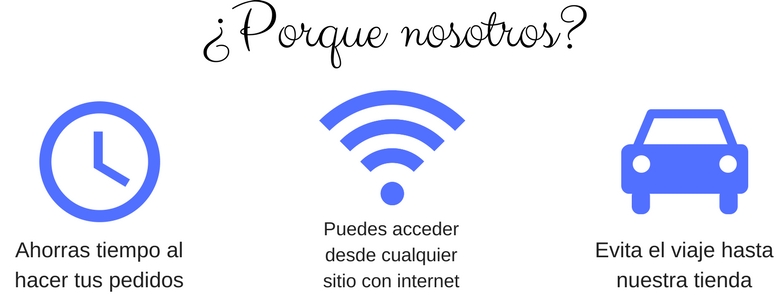 ¿Porque nosotros?
Ahorras tiempo al
hacer tus pedidos
Puedes acceder
desde cualquier
sitio con internet
Evita el viaje hasta
nuestra tienda